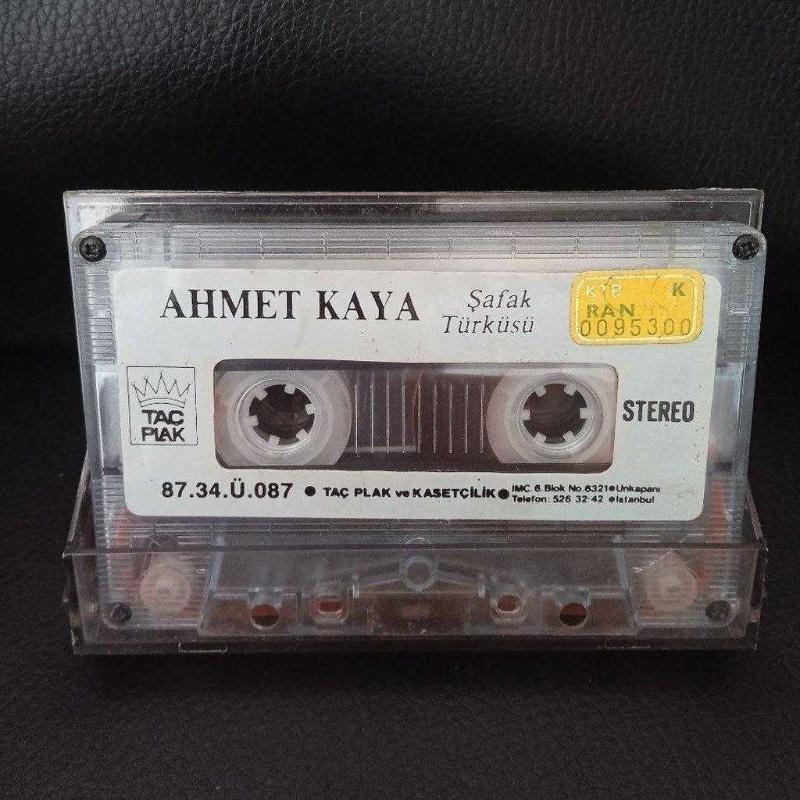 AHMET KAYA
Şafak
Türküsü
KTB K
RAN
0095300
TAÇ
PLAK
STEREO
87.34.Ü.087 ● TAÇ PLAK ve KASETÇİLİK ● İMÇ. 6. Blok No. 6321 ● Unkapanı
Telefon: 526 32-42 ● İstanbul